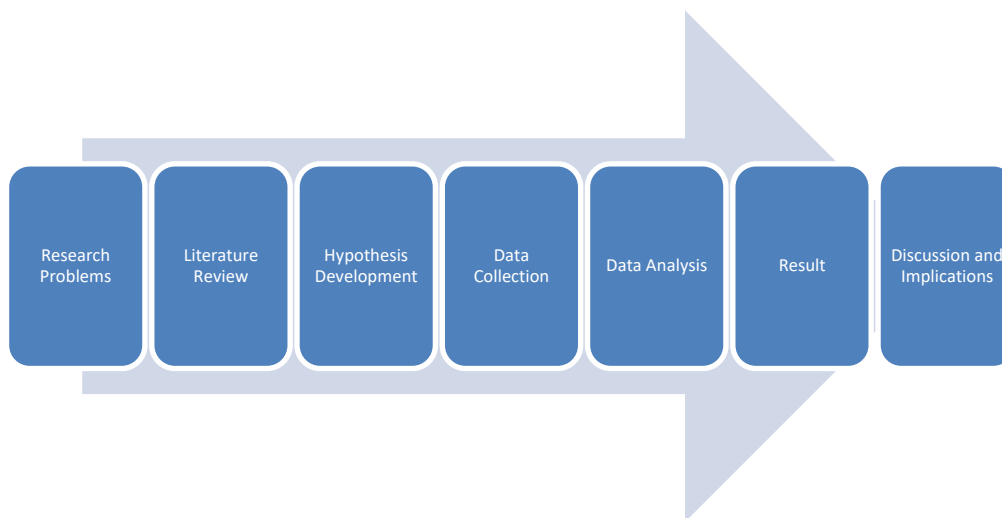 Research
Problems
Literature
Review
Hypothesis
Development
Data
Collection
Data Analysis
Result
Discussion and
Implications